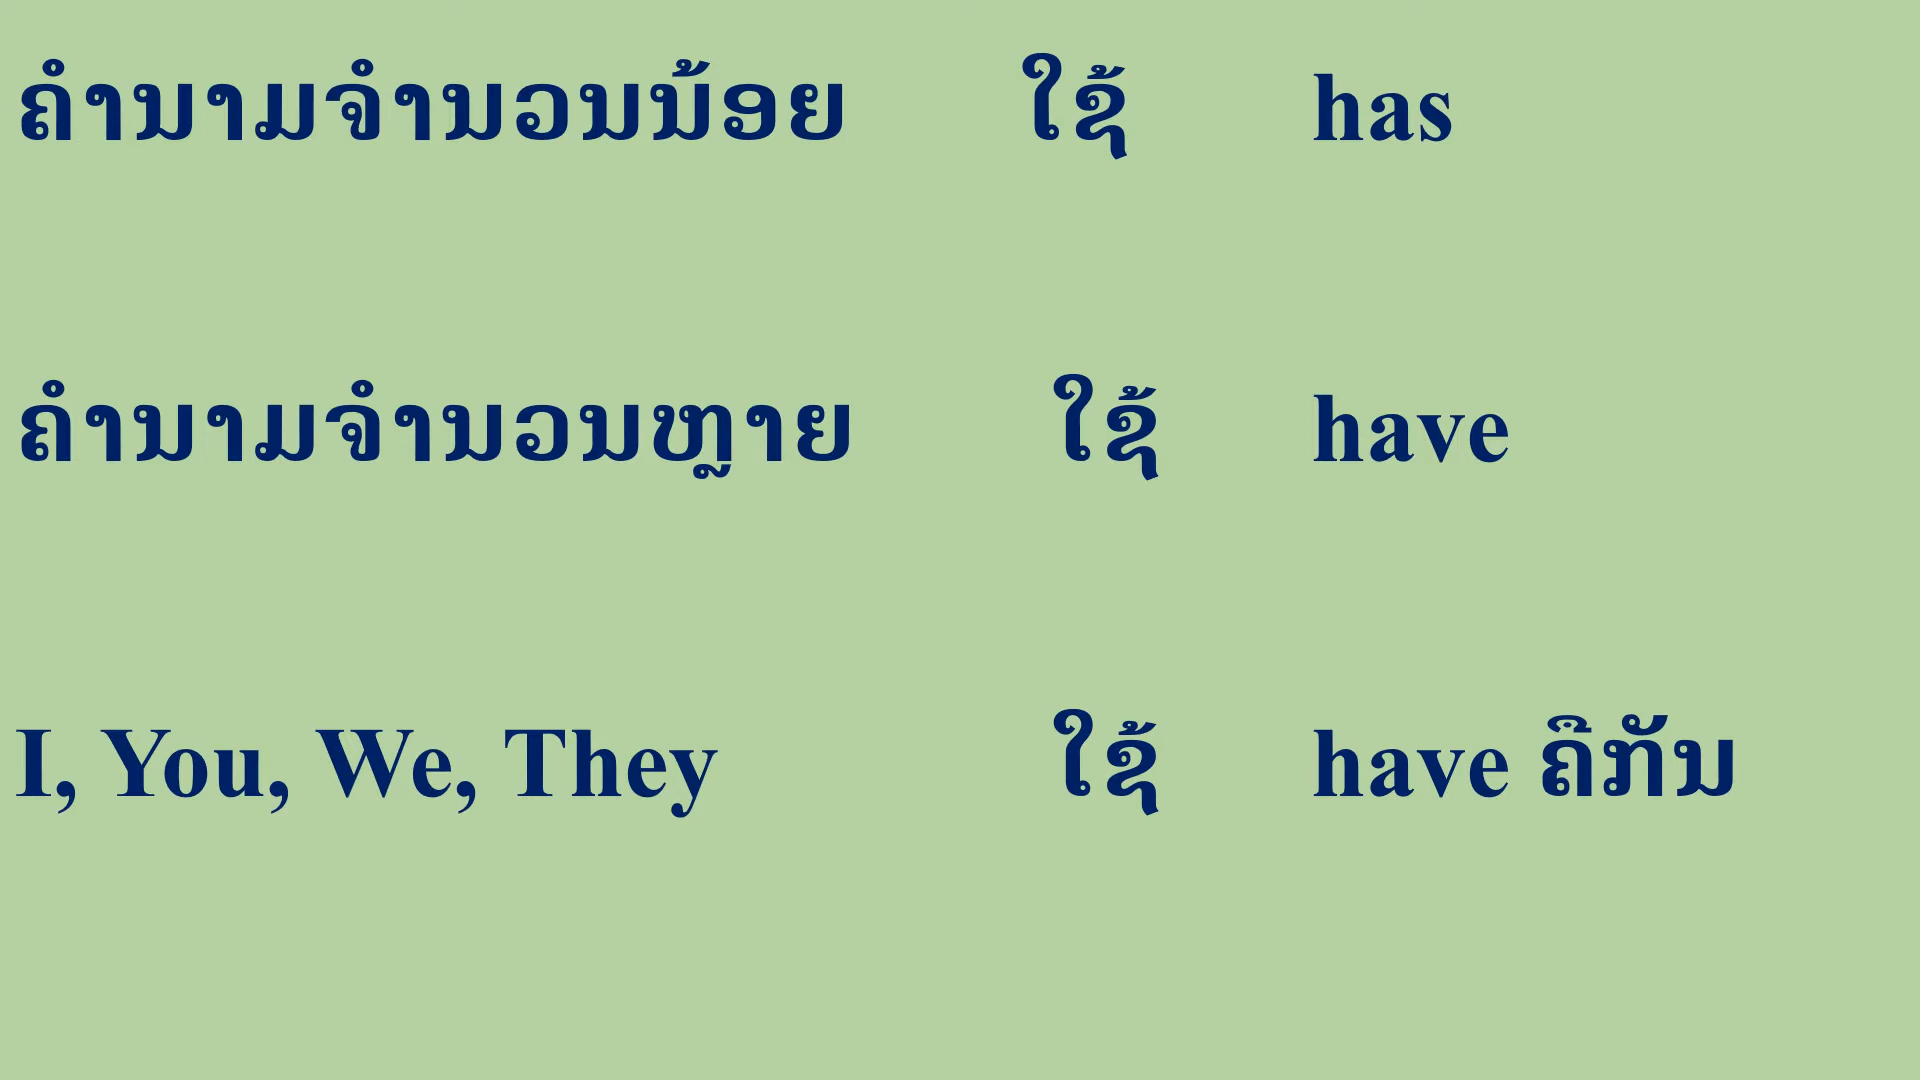 ຄຳນາມຈຳນວນນ້ອຍ ໃຊ້ has
ຄຳນາມຈຳນວນຫຼາຍ ໃຊ້ have
I, You, We, They ໃຊ້ have ຄືກັນ